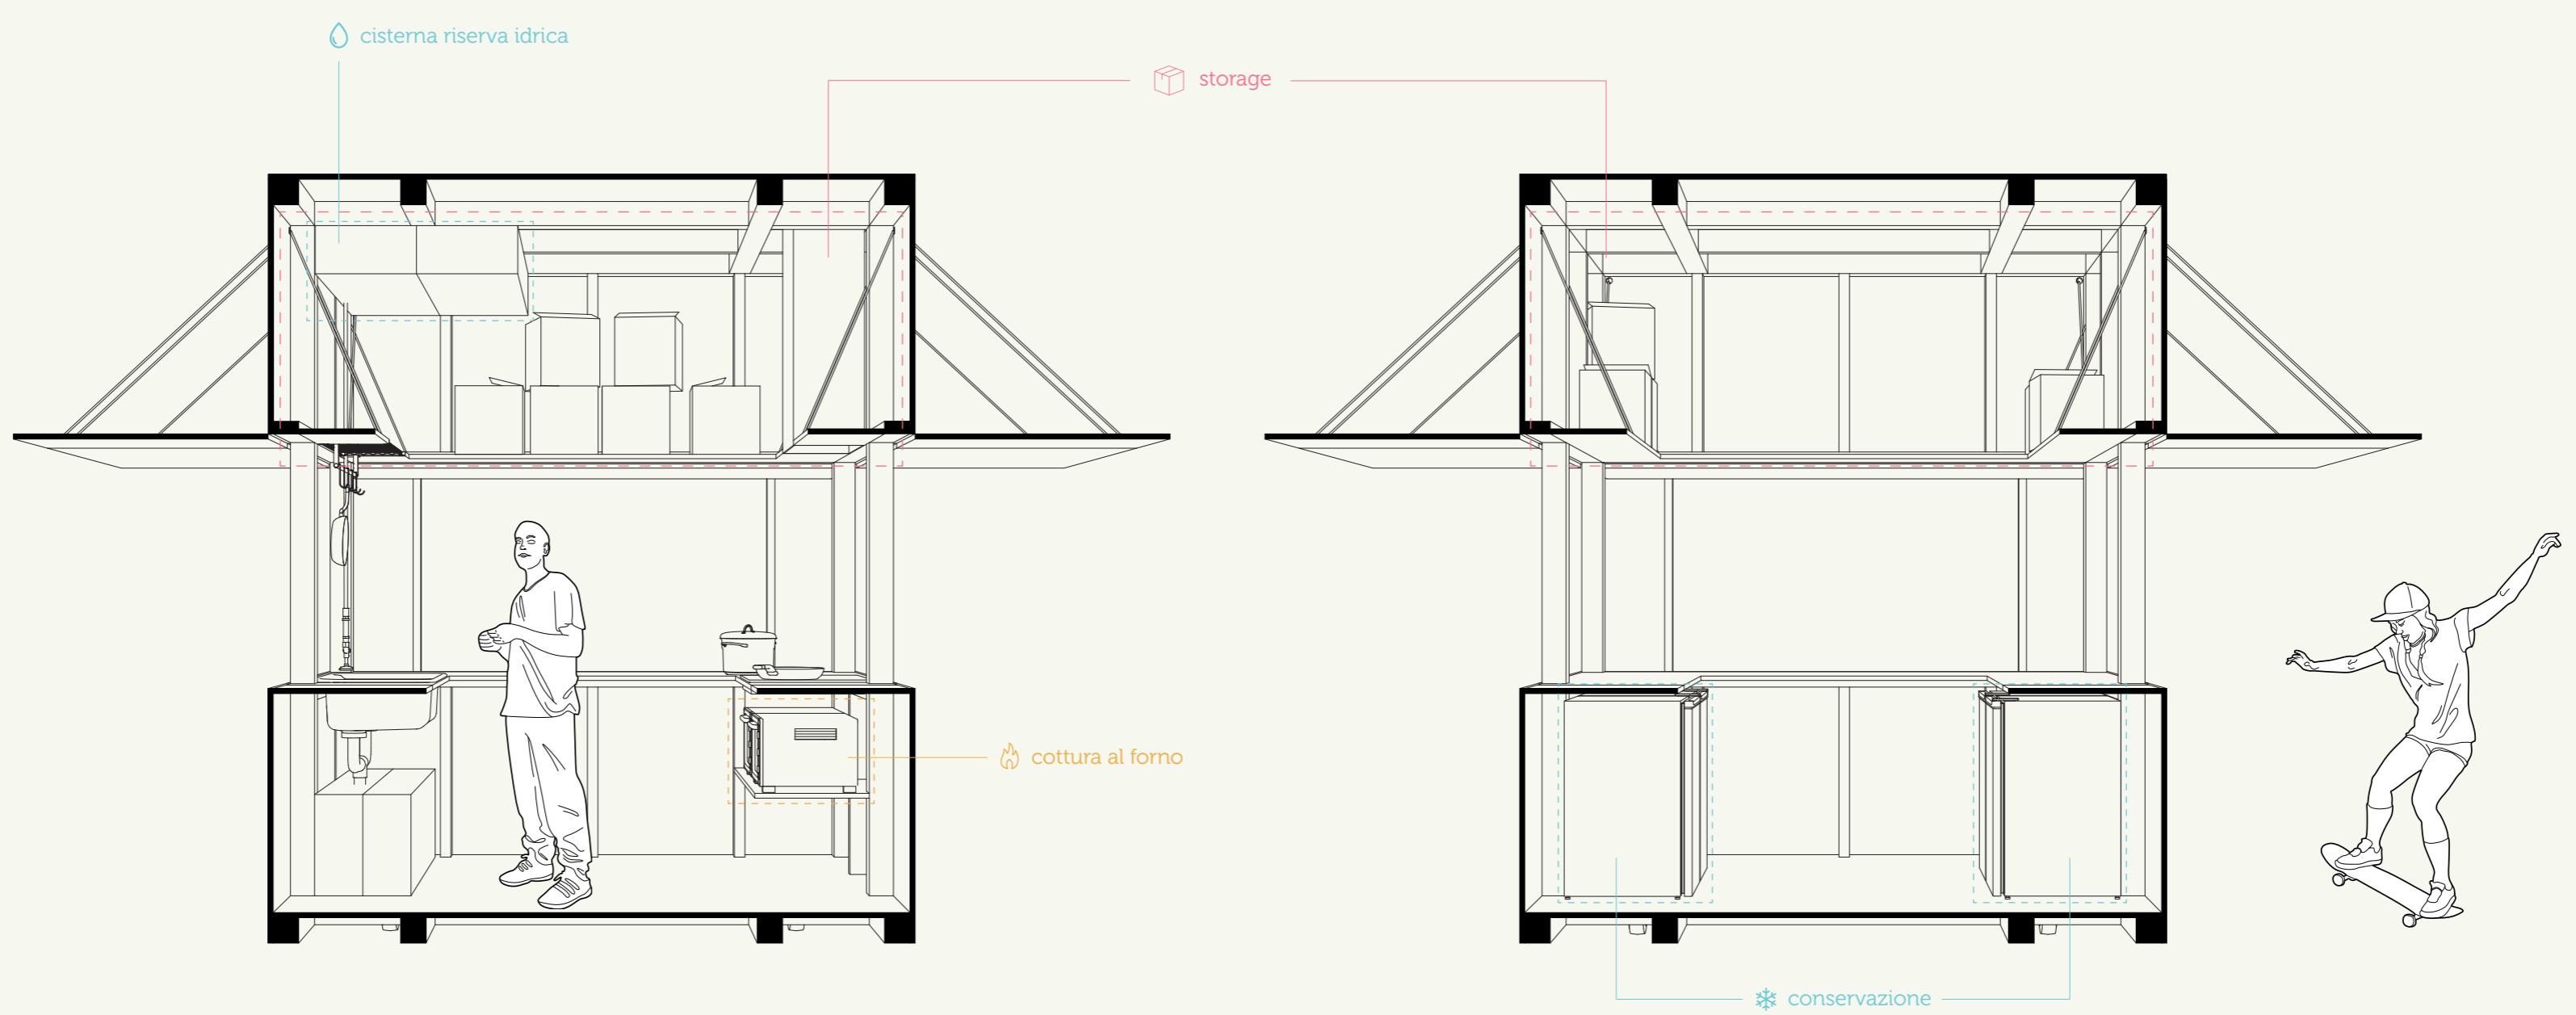 cisterna riserva idrica
storage
cottura al forno
conservazione